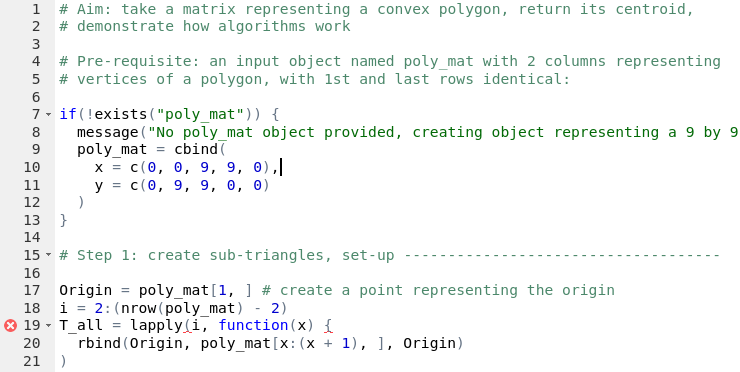 1 # Aim: take a matrix representing a convex polygon, return its centroid,
2 # demonstrate how algorithms work
3
4 # Pre-requisite: an input object named poly_mat with 2 columns representing
5 # vertices of a polygon, with 1st and last rows identical:
6
7 if(!exists("poly_mat")) {
8   message("No poly_mat object provided, creating object representing a 9 by 9
9   poly_mat = cbind(
10     x = c(0, 0, 9, 9, 0),
11     y = c(0, 9, 9, 0, 0)
12   )
13 }
14
15 # Step 1: create sub-triangles, set-up ------------------------------------
16
17 Origin = poly_mat[1, ] # create a point representing the origin
18 i = 2:(nrow(poly_mat) - 2)
19 T_all = lapply(i, function(x) {
20   rbind(Origin, poly_mat[x:(x + 1), ], Origin)
21 )